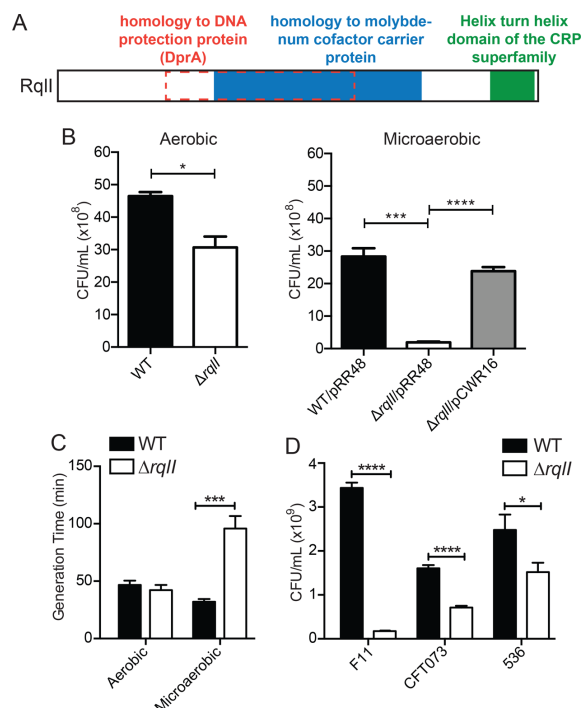 A
homology to DNA
protection protein
(DprA)
homology to molybde-
num cofactor carrier
protein
Helix turn helix
domain of the CRP
superfamily
RqlI
B
Aerobic
CFU/mL (x10⁸)
60
50
40
30
20
10
0
*
WT
ΔrqlI
Microaerobic
CFU/mL (x10⁸)
60
50
40
30
20
10
0
***
****
WT/pRR48
ΔrqlI/pRR48
ΔrqlI/pCWR16
C
WT
ΔrqlI
Generation Time (min)
150
100
50
0
***
Aerobic
Microaerobic
D
WT
ΔrqlI
CFU/mL (x10⁹)
4
3
2
1
0
****
****
*
F11
CFT073
536